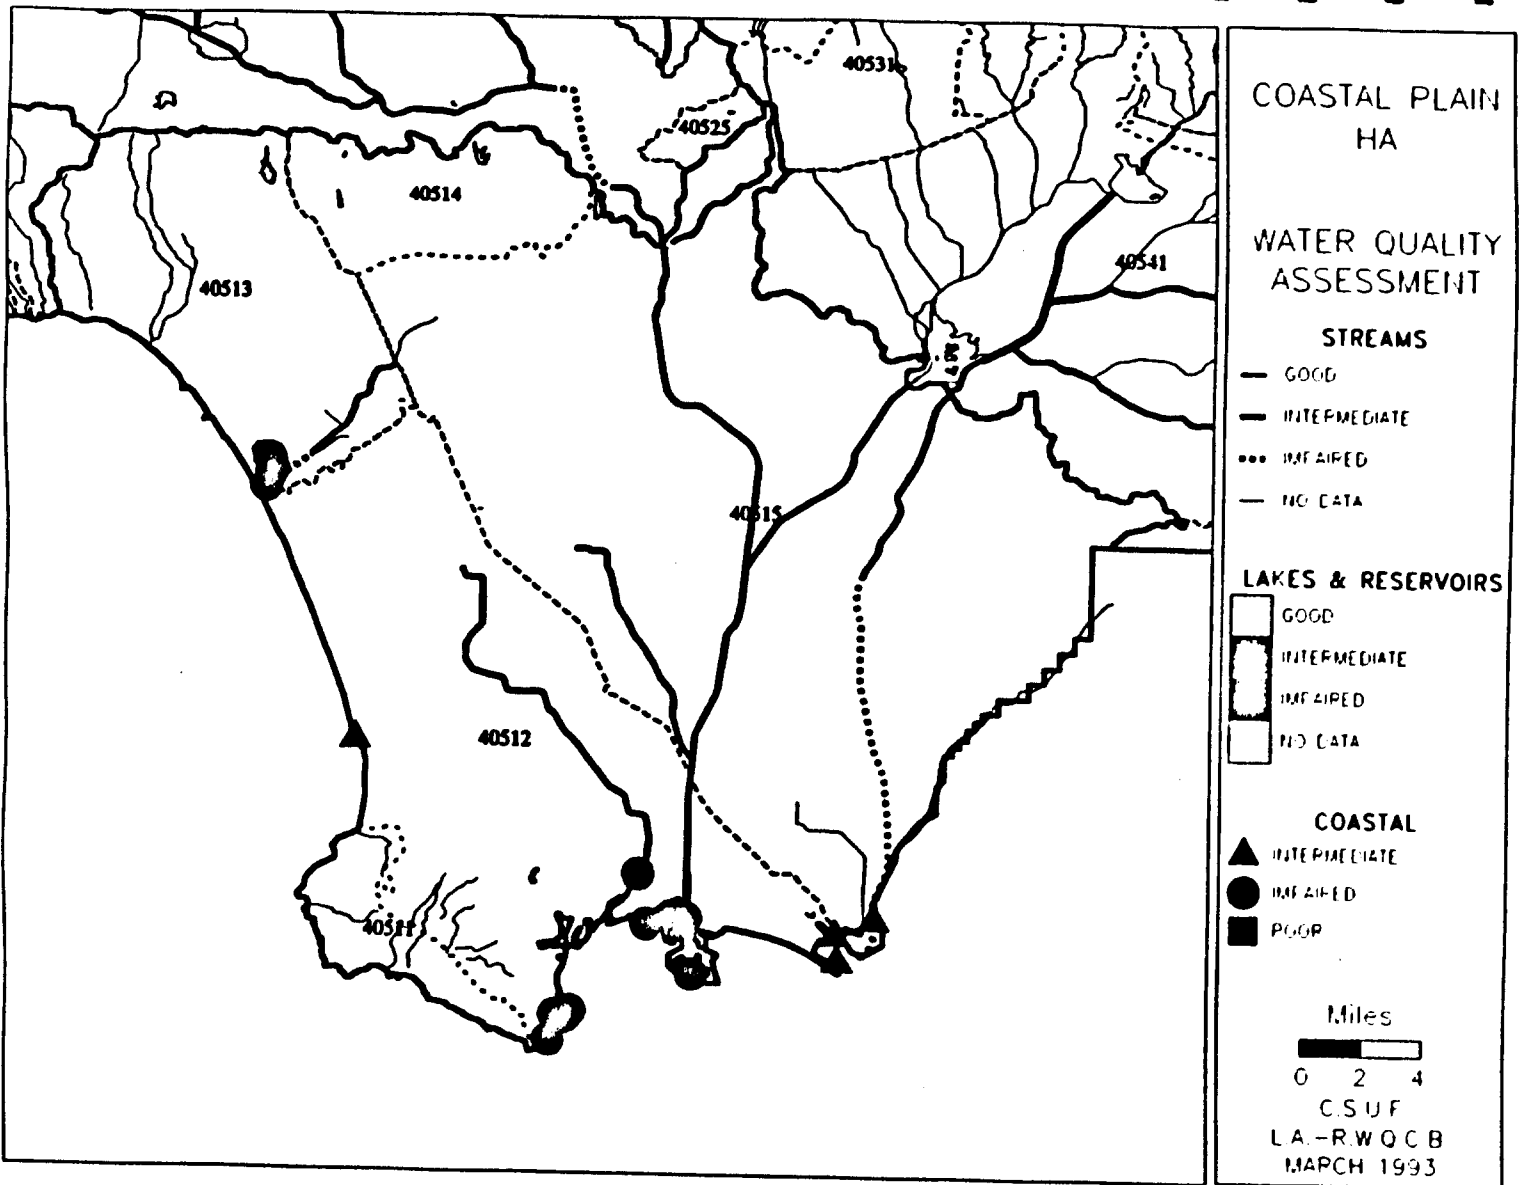 40531
40525
40514
40541
40513
40515
40512
40511
COASTAL PLAIN
HA
WATER QUALITY
ASSESSMENT
STREAMS
GOOD
INTERMEDIATE
IMPAIRED
NO DATA
LAKES & RESERVOIRS
GOOD
INTERMEDIATE
IMPAIRED
NO DATA
COASTAL
INTERMEDIATE
IMPAIRED
POOR
Miles
0 2 4
C.S.U.F
L.A.-R.W.Q.C.B
MARCH 1993